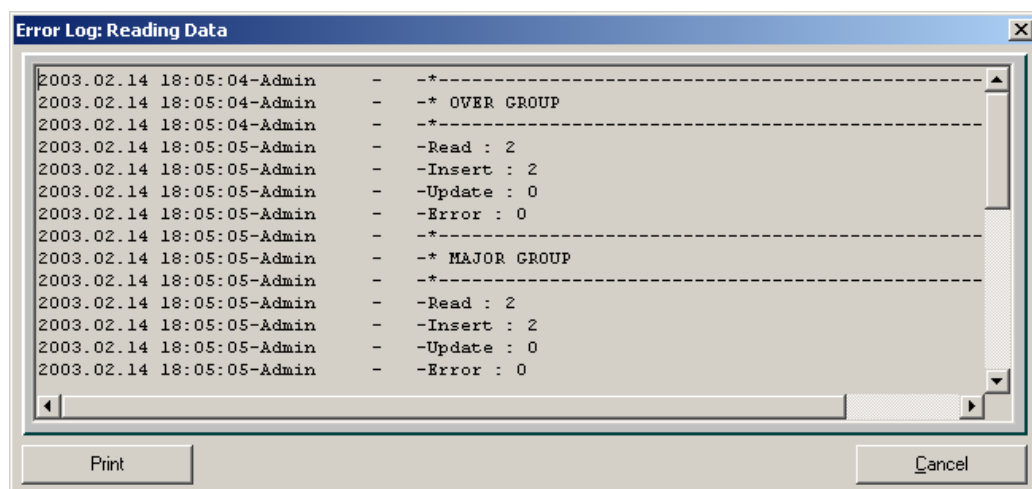 Error Log: Reading Data
2003.02.14 18:05:04-Admin - -*-----------------------------------------------------------
2003.02.14 18:05:04-Admin - -* OVER GROUP
2003.02.14 18:05:04-Admin - -*-----------------------------------------------------------
2003.02.14 18:05:04-Admin - -Read : 2
2003.02.14 18:05:05-Admin - -Insert : 2
2003.02.14 18:05:05-Admin - -Update : 0
2003.02.14 18:05:05-Admin - -Error : 0
2003.02.14 18:05:05-Admin - -*-----------------------------------------------------------
2003.02.14 18:05:05-Admin - -* MAJOR GROUP
2003.02.14 18:05:05-Admin - -*-----------------------------------------------------------
2003.02.14 18:05:05-Admin - -Read : 2
2003.02.14 18:05:05-Admin - -Insert : 2
2003.02.14 18:05:05-Admin - -Update : 0
2003.02.14 18:05:05-Admin - -Error : 0
Print Cancel